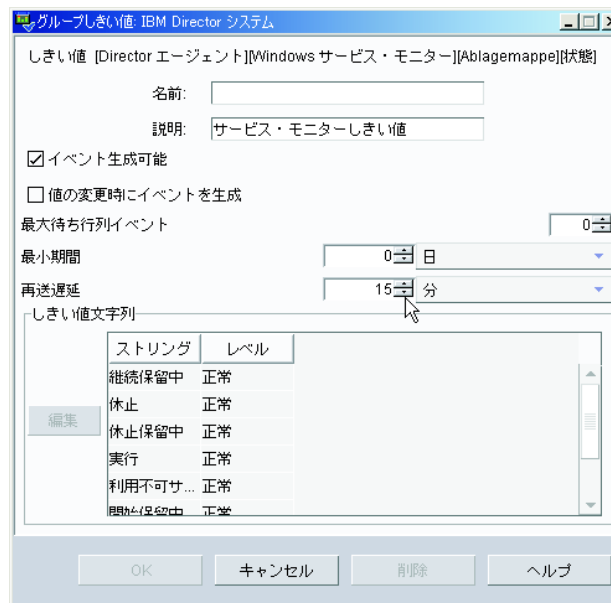 グループしきい値: IBM Director システム
しきい値 [Director エージェント][Windows サービス・モニター][Ablagemappe][状態]
名前:
説明: サービス・モニターしきい値
イベント生成可能
値の変更時にイベントを生成
最大待ち行列イベント 0
最小期間 0 日
再送遅延 15 分
しきい値文字列
ストリング レベル
継続保留中 正常
休止 正常
編集
休止保留中 正常
実行 正常
利用不可サ... 正常
開始保留中 正常
OK キャンセル 削除 ヘルプ